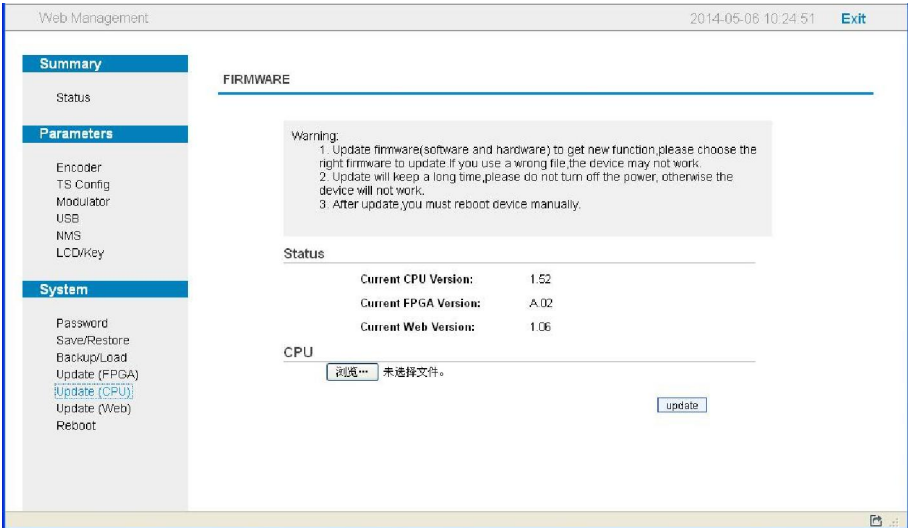 Web Management
2014-05-06 10:24:51
Exit
Summary
Status
Parameters
Encoder
TS Config
Modulator
USB
NMS
LCD/Key
System
Password
Save/Restore
Backup/Load
Update (FPGA)
Update (CPU)
Update (Web)
Reboot
FIRMWARE
Warning:
1. Update firmware(software and hardware) to get new function,please choose the
right firmware to update.If you use a wrong file,the device may not work.
2. Update will keep a long time,please do not turn off the power, otherwise the
device will not work.
3. After update,you must reboot device manually.
Status
Current CPU Version: 1.52
Current FPGA Version: A.02
Current Web Version: 1.06
CPU
浏览… 未选择文件。
update